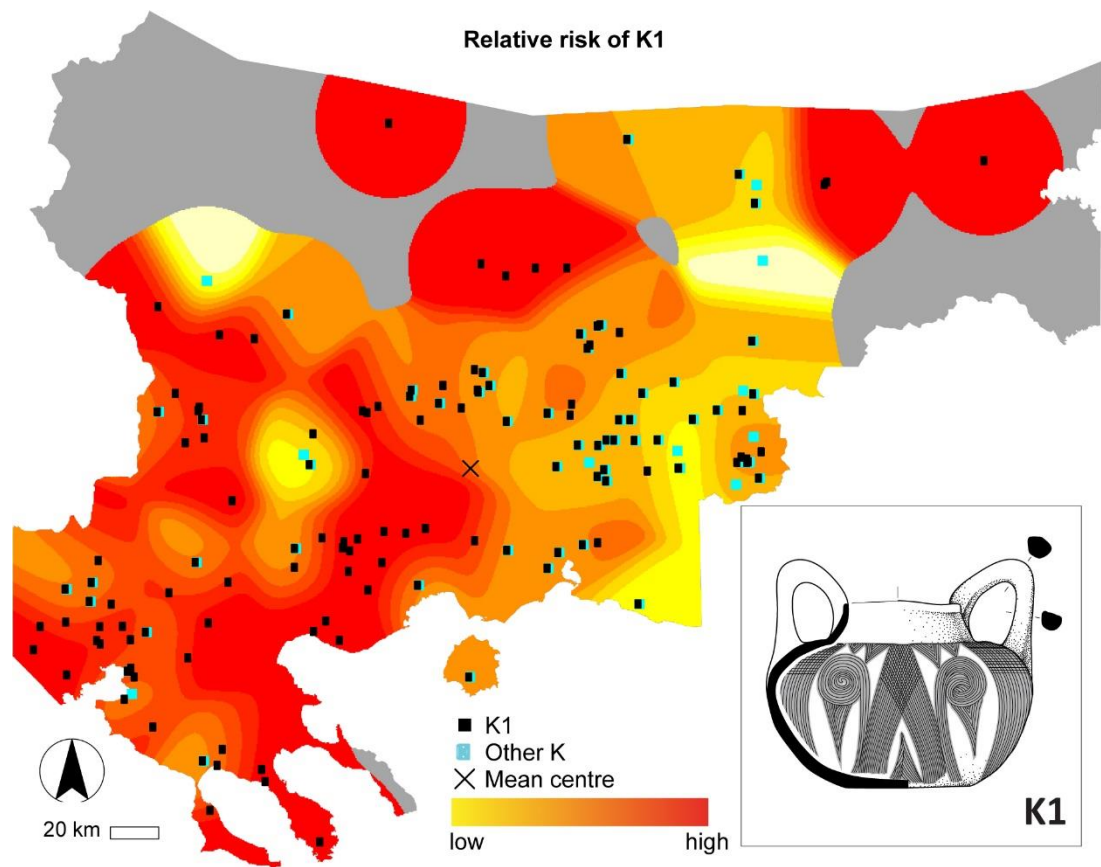 Relative risk of K1
K1
Other K
Mean centre
low high
20 km
K1